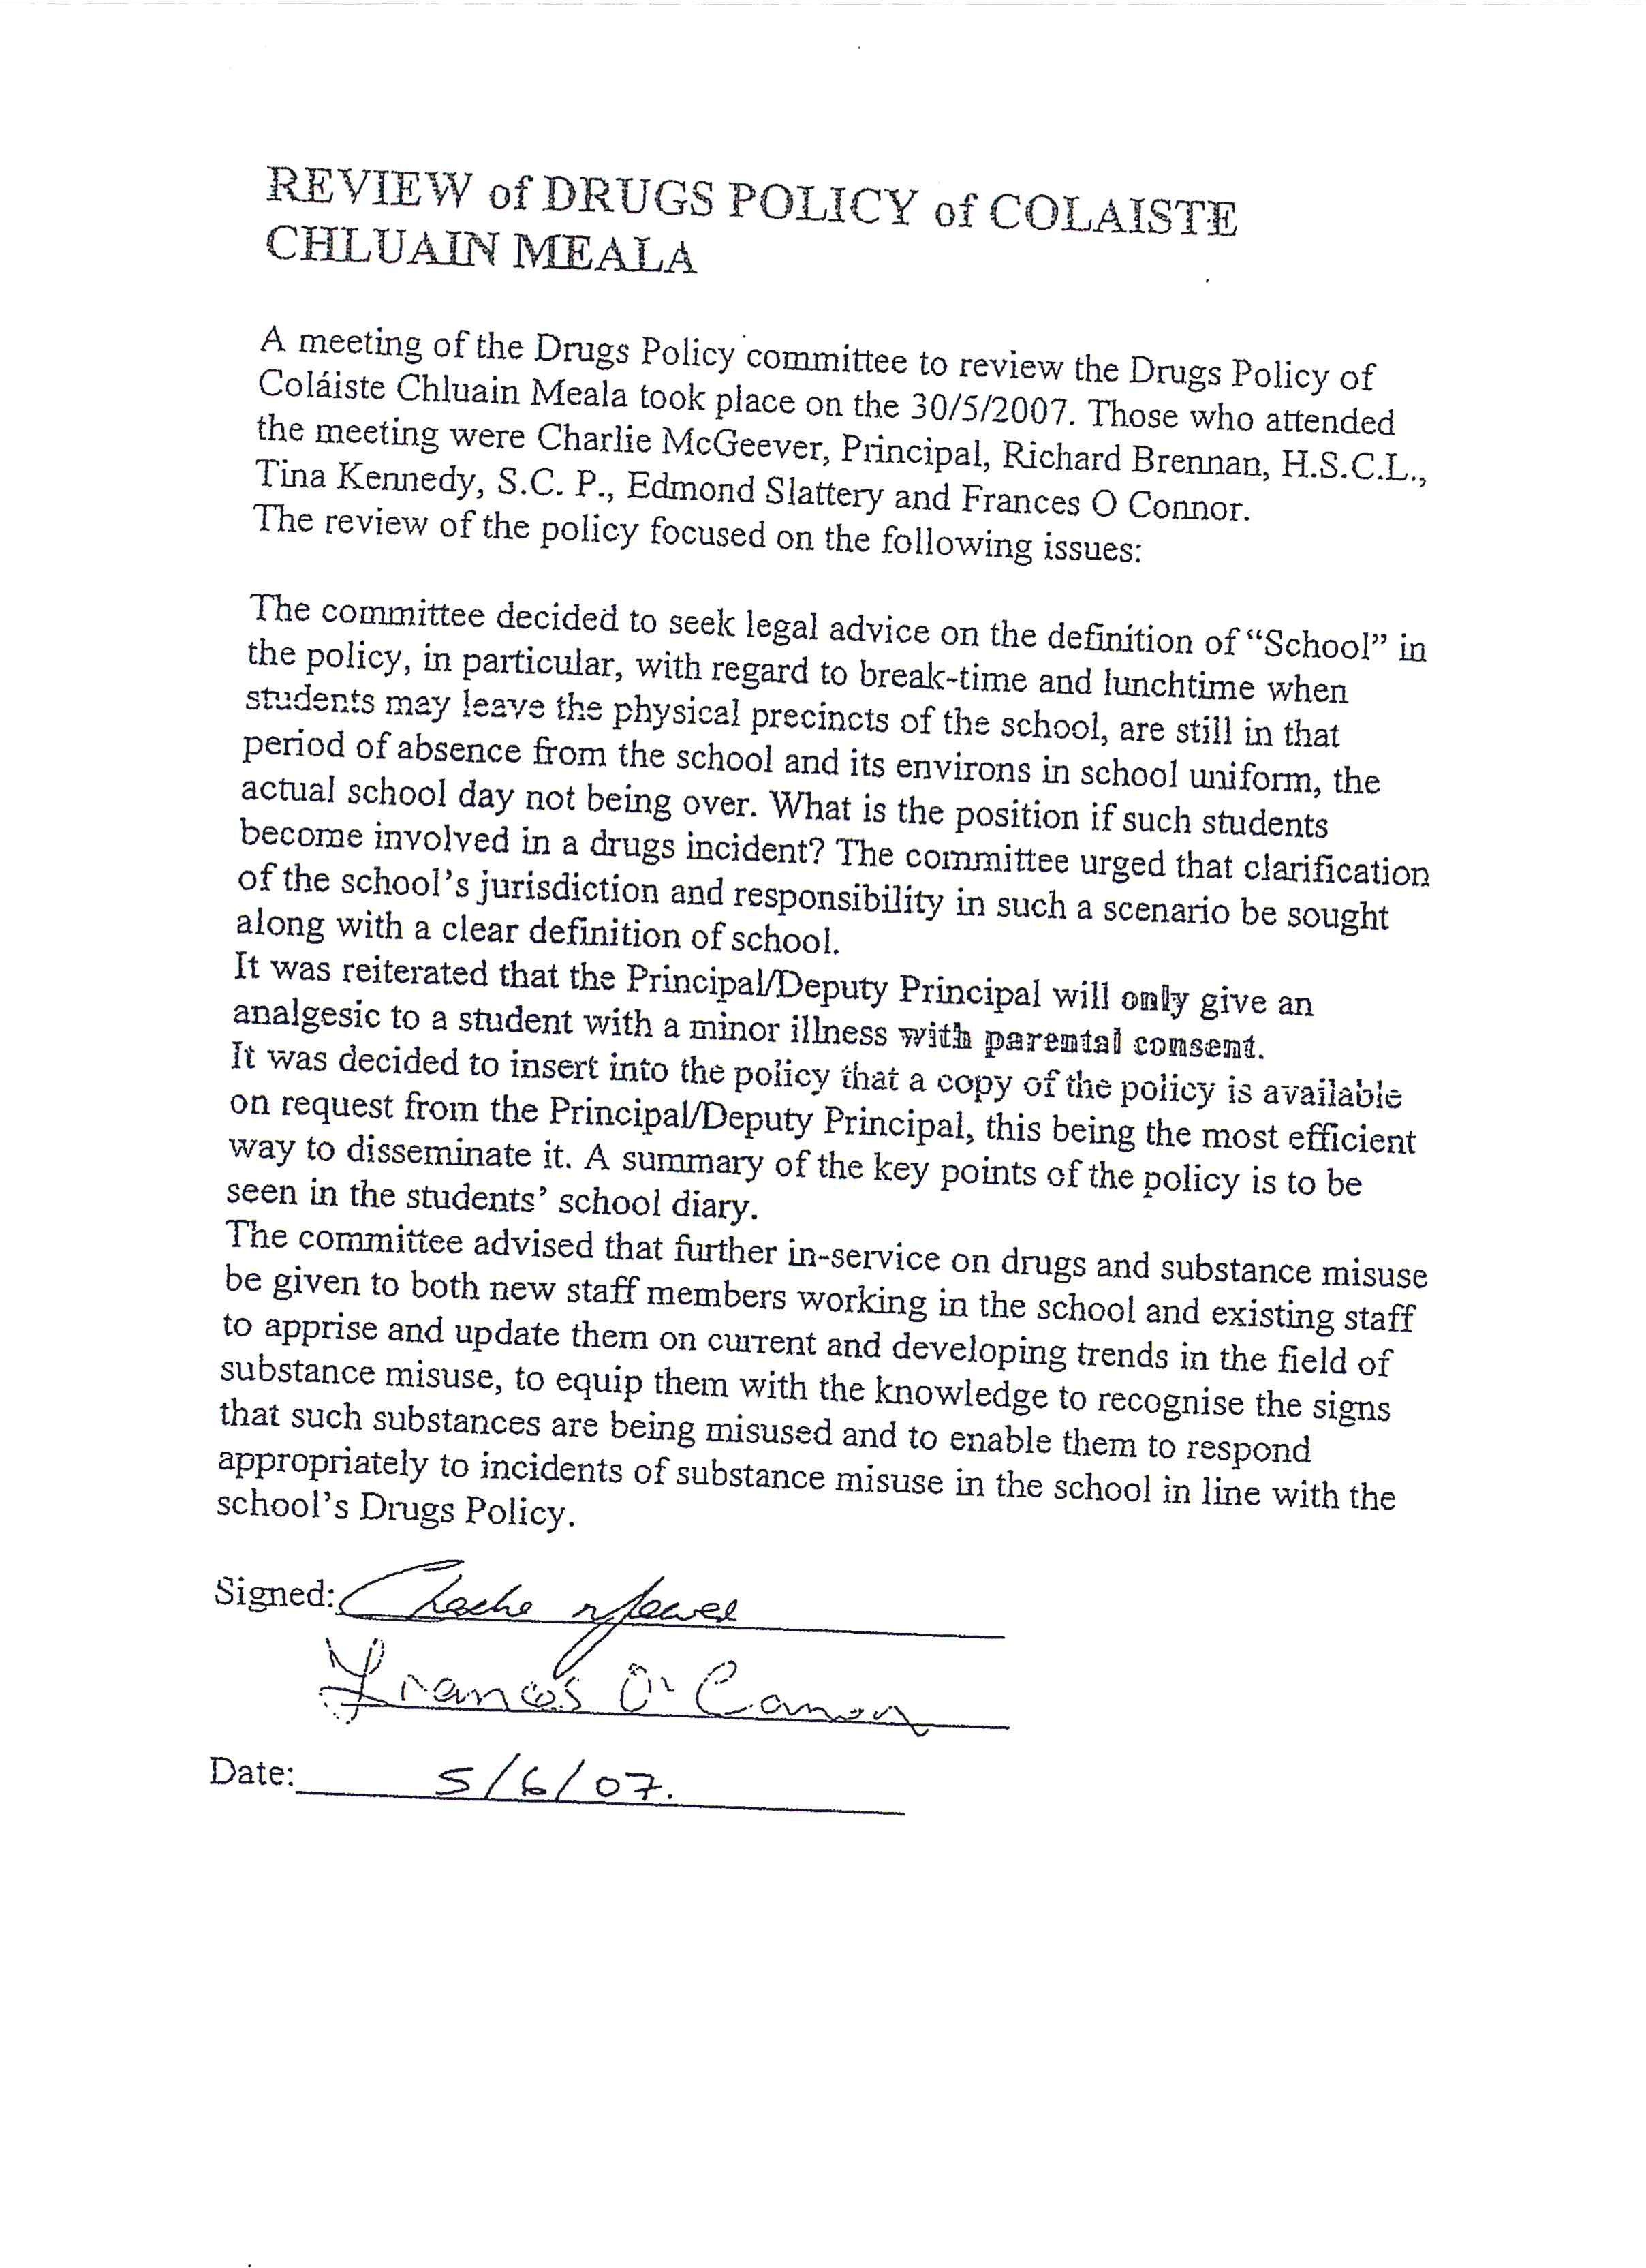 REVIEW of DRUGS POLICY of COLAISTE
CHLUAIN MEALA
A meeting of the Drugs Policy committee to review the Drugs Policy of
Coláiste Chluain Meala took place on the 30/5/2007. Those who attended
the meeting were Charlie McGeever, Principal, Richard Brennan, H.S.C.L.,
Tina Kennedy, S.C. P., Edmond Slattery and Frances O Connor.
The review of the policy focused on the following issues:
The committee decided to seek legal advice on the definition of “School” in
the policy, in particular, with regard to break-time and lunchtime when
students may leave the physical precincts of the school, are still in that
period of absence from the school and its environs in school uniform, the
actual school day not being over. What is the position if such students
become involved in a drugs incident? The committee urged that clarification
of the school’s jurisdiction and responsibility in such a scenario be sought
along with a clear definition of school.
It was reiterated that the Principal/Deputy Principal will only give an
analgesic to a student with a minor illness with parental consent.
It was decided to insert into the policy that a copy of the policy is available
on request from the Principal/Deputy Principal, this being the most efficient
way to disseminate it. A summary of the key points of the policy is to be
seen in the students’ school diary.
The committee advised that further in-service on drugs and substance misuse
be given to both new staff members working in the school and existing staff
to apprise and update them on current and developing trends in the field of
substance misuse, to equip them with the knowledge to recognise the signs
that such substances are being misused and to enable them to respond
appropriately to incidents of substance misuse in the school in line with the
school’s Drugs Policy.
Signed:
Frances O' Connor
Date: 5/6/07.